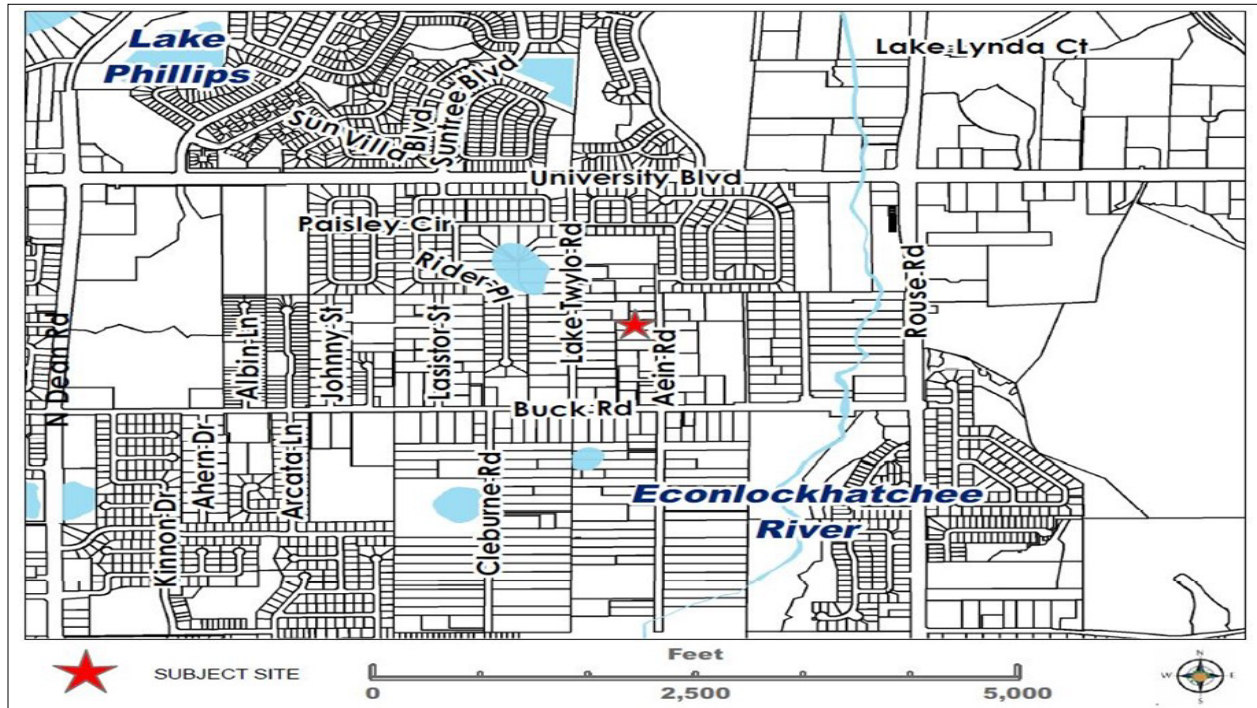 Lake
Phillips
Lake Lynda Ct
Suntree Blvd
Sun Villa Blvd
University Blvd
Paisley Cir
Rider Pl
Lake Twylo Rd
Rouse Rd
N Dean Rd
Albin Ln
Johnny St
Lasistor St
Aein Rd
Buck Rd
Ahern Dr
Arcata Ln
Kinnon Dr
Cleburne Rd
Econlockhatchee
River
SUBJECT SITE
Feet
0
2,500
5,000
N
W
E
S